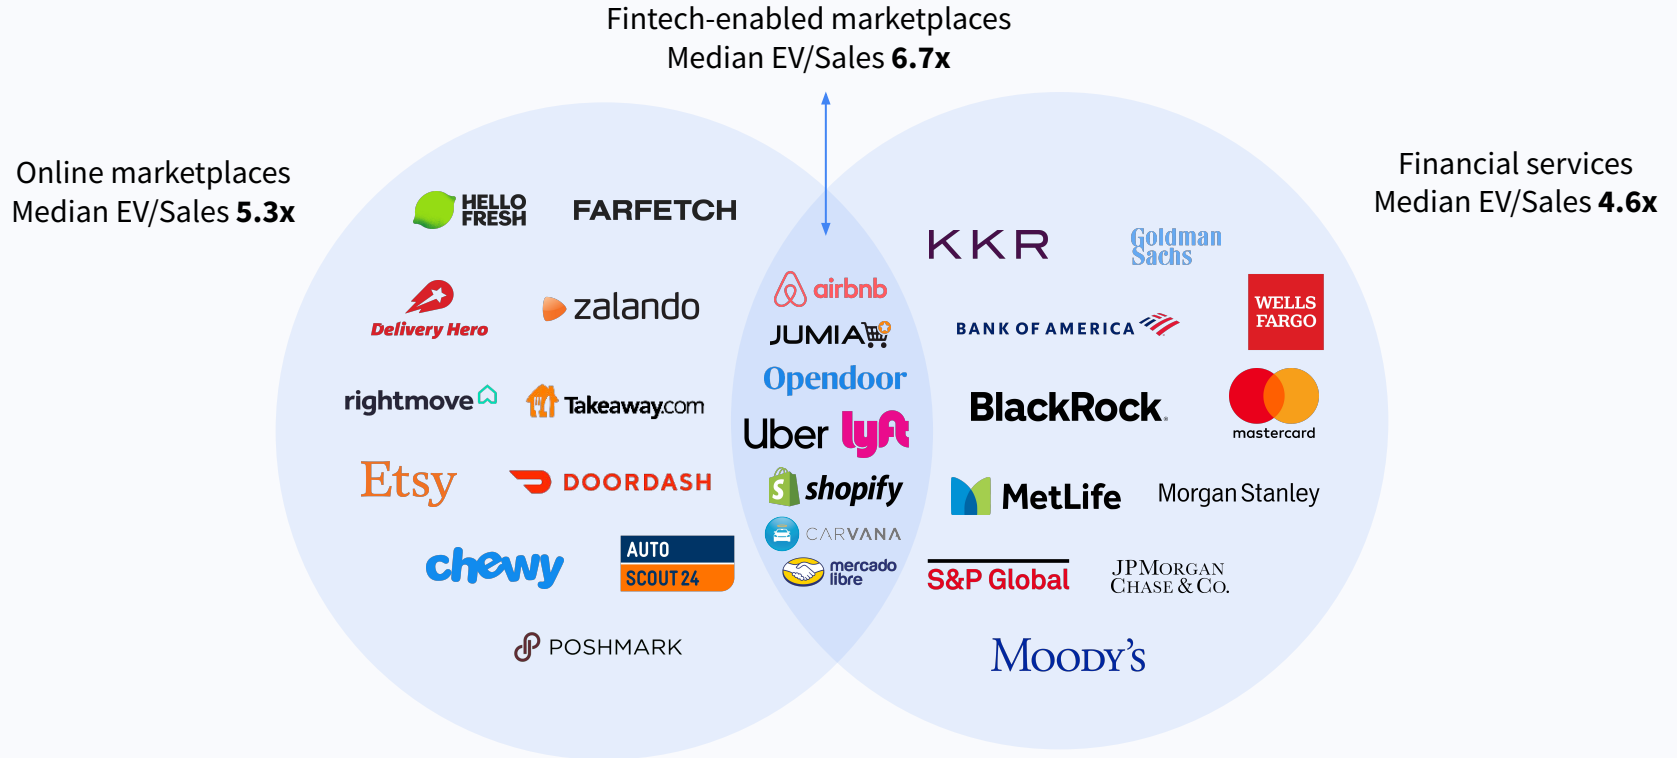 Fintech-enabled marketplaces
Median EV/Sales 6.7x
Online marketplaces
Median EV/Sales 5.3x
Financial services
Median EV/Sales 4.6x
HELLO
FRESH
FARFETCH
Delivery Hero
zalando
rightmove
Takeaway.com
Etsy
DOORDASH
chewy
AUTO
SCOUT 24
POSHMARK
airbnb
JUMIA
Opendoor
Uber lyft
S shopify
CARVANA
mercado
libre
KKR
Goldman
Sachs
BANK OF AMERICA
WELLS
FARGO
BlackRock.
mastercard
MetLife
Morgan Stanley
S&P Global
JPMORGAN
CHASE & CO.
MOODY'S